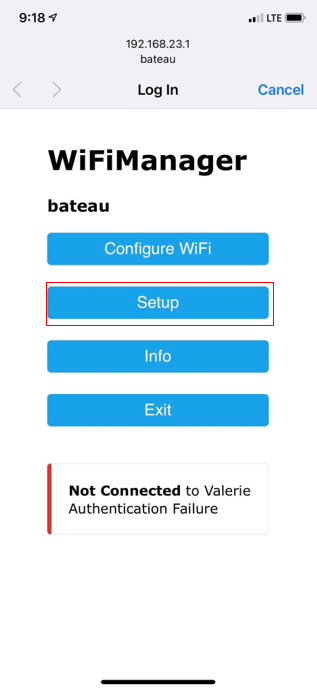 9:18
LTE
192.168.23.1
bateau
Log In
Cancel
WiFiManager
bateau
Configure WiFi
Setup
Info
Exit
Not Connected to Valerie
Authentication Failure